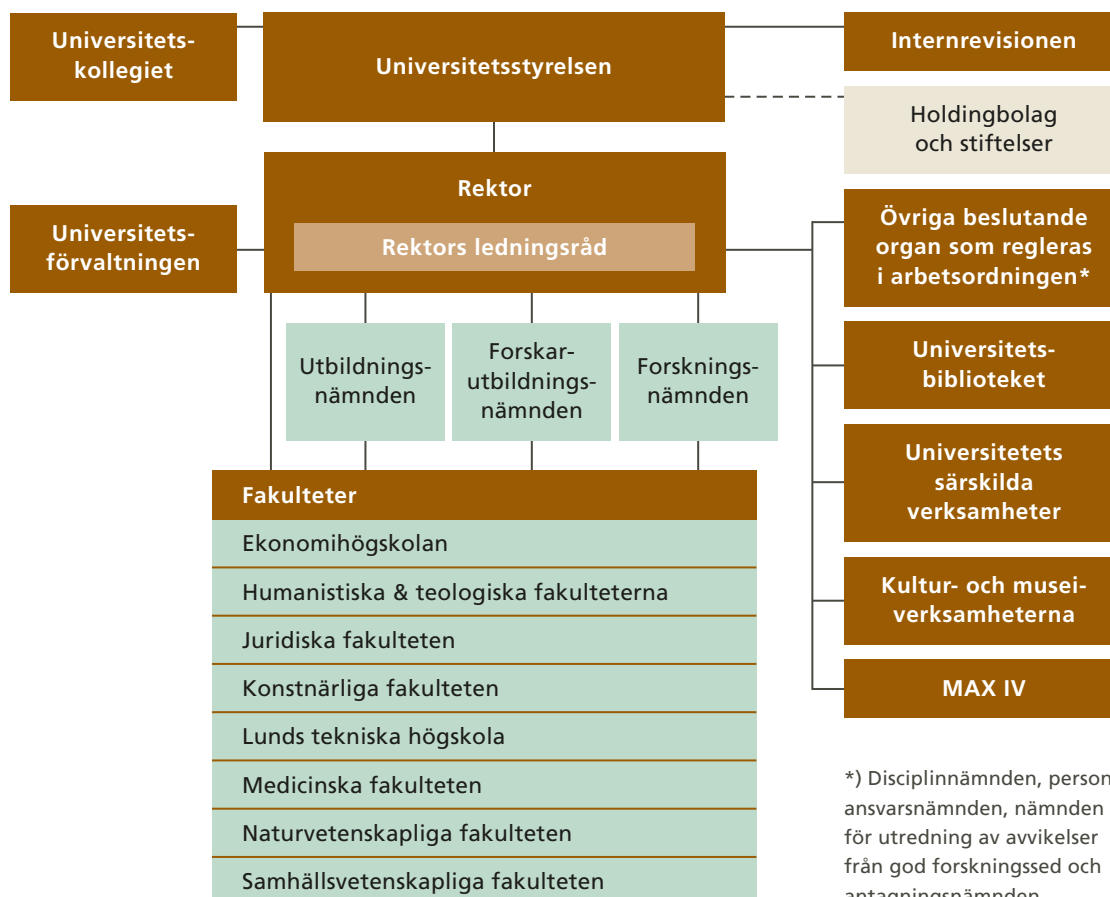 Universitets-
kollegiet
Universitetsstyrelsen
Internrevisionen
Holdingbolag
och stiftelser
Rektor
Rektors ledningsråd
Universitets-
förvaltningen
Övriga beslutande
organ som regleras
i arbetsordningen*
Utbildnings-
nämnden
Forskar-
utbildnings-
nämnden
Forsknings-
nämnden
Universitets-
biblioteket
Universitetets
särskilda
verksamheter
Kultur- och musei-
verksamheterna
MAX IV
Fakulteter
Ekonomihögskolan
Humanistiska & teologiska fakulteterna
Juridiska fakulteten
Konstnärliga fakulteten
Lunds tekniska högskola
Medicinska fakulteten
Naturvetenskapliga fakulteten
Samhällsvetenskapliga fakulteten
*) Disciplinnämnden, person
ansvarsnämnden, nämnden
för utredning av avvikelser
från god forskningssed och
antagningsnämnden